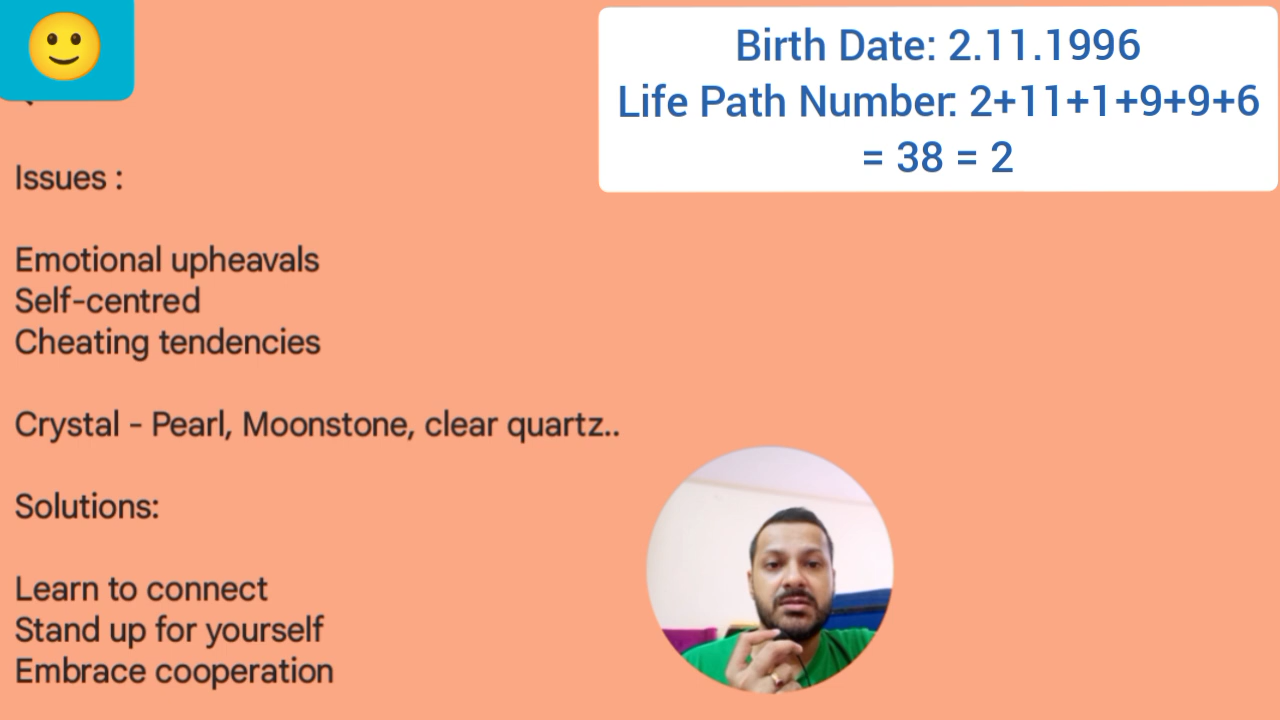 Birth Date: 2.11.1996
Life Path Number: 2+11+1+9+9+6
= 38 = 2
Issues :
Emotional upheavals
Self-centred
Cheating tendencies
Crystal - Pearl, Moonstone, clear quartz..
Solutions:
Learn to connect
Stand up for yourself
Embrace cooperation